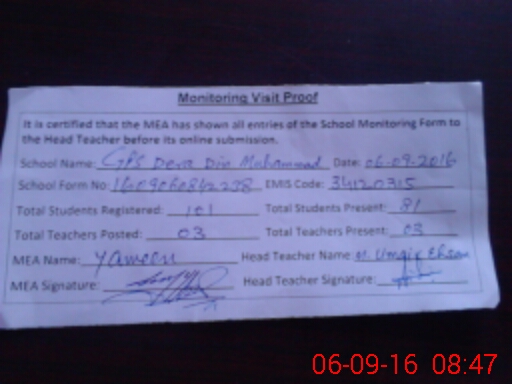 Monitoring Visit Proof
It is certified that the MEA has shown all entries of the School Monitoring Form to
the Head Teacher before its online submission.
School Name: GPS Dera Din Muhammad Date: 06-09-2016
School Form No: EMIS Code: 34120315
Total Students Registered: 101 Total Students Present: 91
Total Teachers Posted: 03 Total Teachers Present: 03
MEA Name: Yameen Head Teacher Name: M. Umair Ehsan
MEA Signature: Head Teacher Signature:
06-09-16 08:47